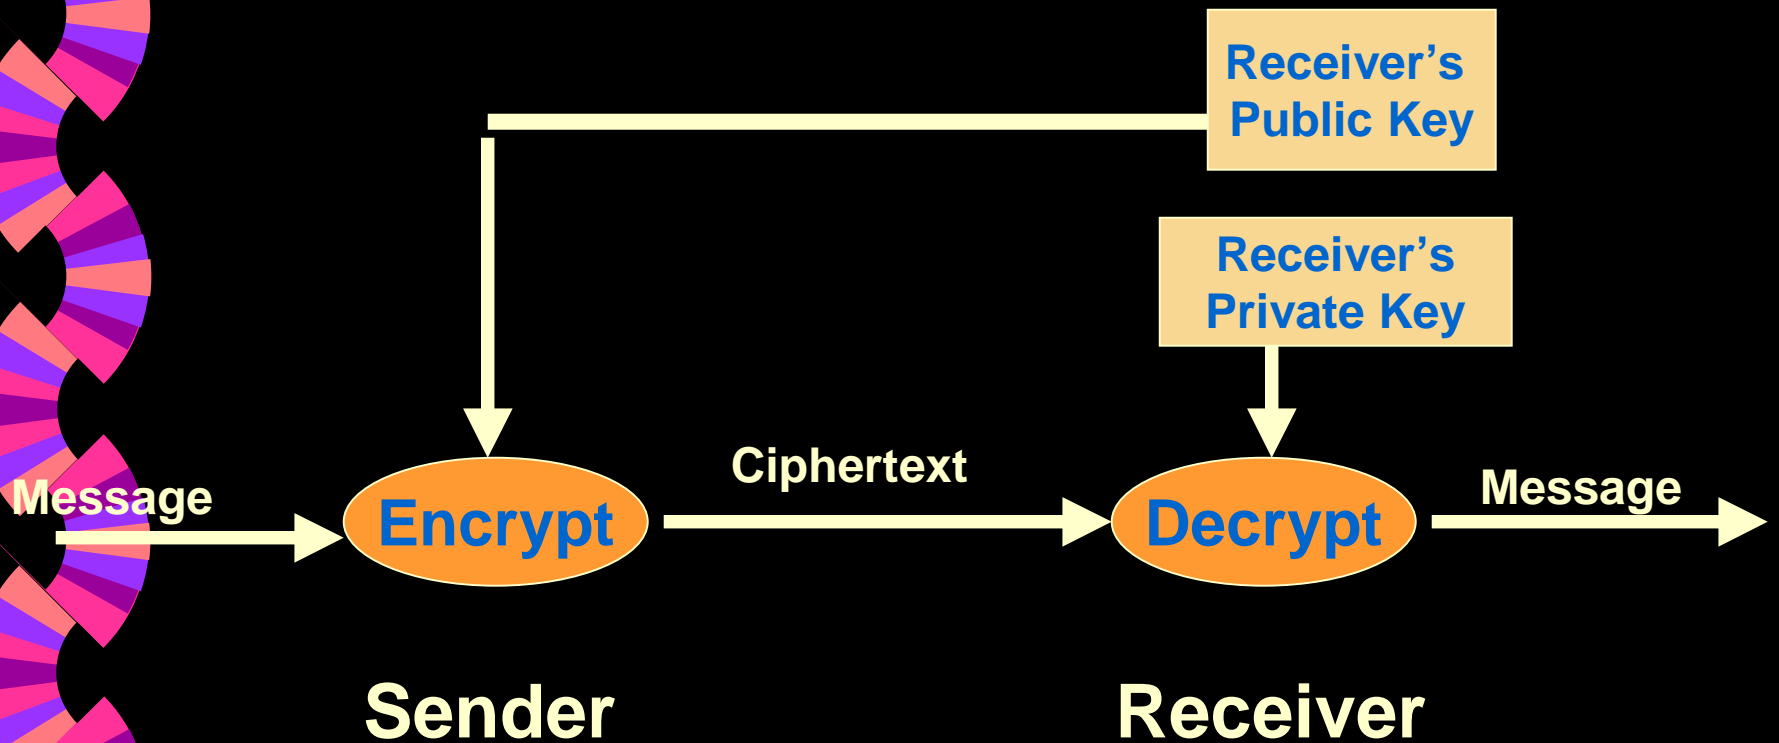 Receiver’s
Public Key
Receiver’s
Private Key
Ciphertext
Message
Message
Encrypt
Decrypt
Sender
Receiver